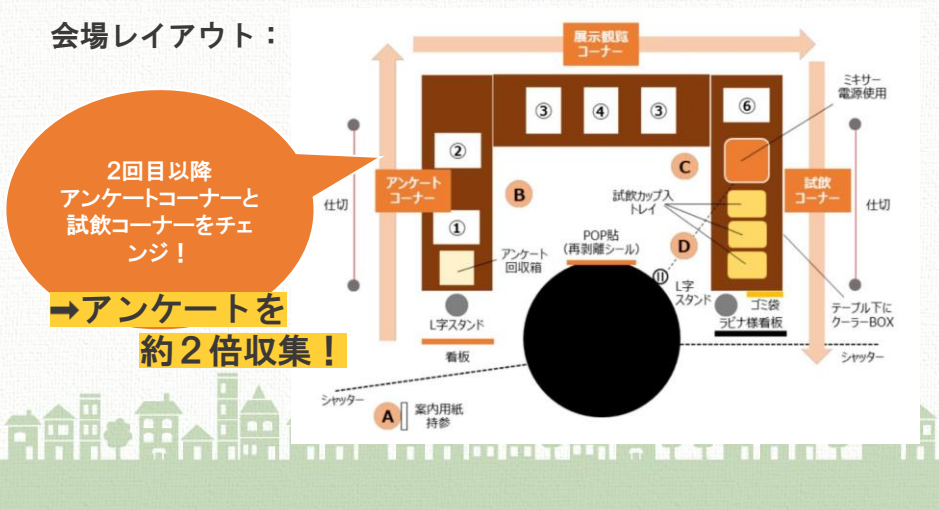 会場レイアウト：
展示観覧
コーナー
ミキサー
電源使用
2回目以降
アンケートコーナーと
試飲コーナーをチェ
ンジ！
➡アンケートを
約２倍収集！
仕切
アンケート
コーナー
②
①
アンケート
回収箱
L字スタンド
看板
③
④
③
⑥
B
C
D
試飲カップ入
トレイ
POP貼
（再剥離シール）
L字
スタンド
試飲
コーナー
仕切
ゴミ袋
ラピナ様看板
テーブル下に
クーラーBOX
シャッター
シャッター
A
案内用紙
持参